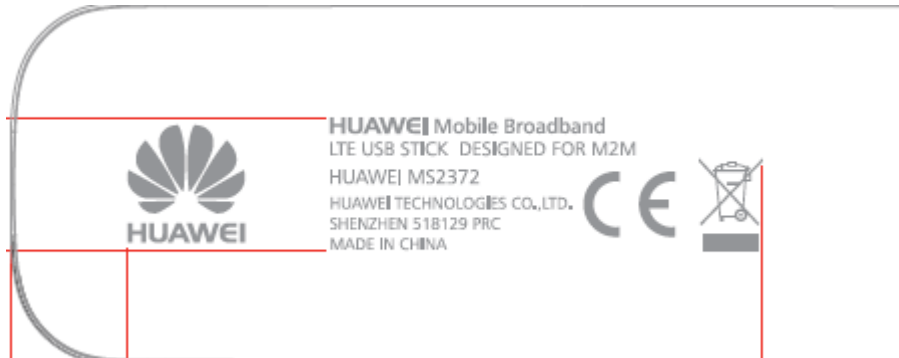 HUAWEI
HUAWEI Mobile Broadband
LTE USB STICK DESIGNED FOR M2M
HUAWEI MS2372
HUAWEI TECHNOLOGIES CO.,LTD.
SHENZHEN 518129 PRC
MADE IN CHINA
CE